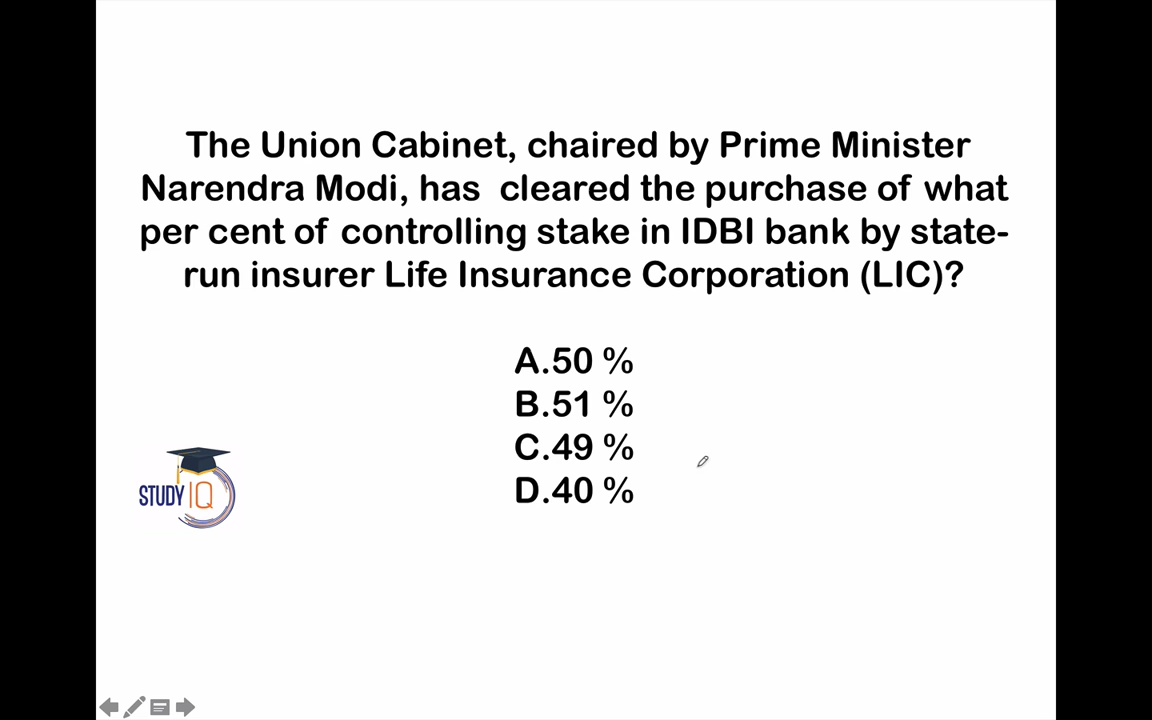 The Union Cabinet, chaired by Prime Minister
Narendra Modi, has cleared the purchase of what
per cent of controlling stake in IDBI bank by state-
run insurer Life Insurance Corporation (LIC)?
A.50 %
B.51 %
C.49 %
D.40 %
STUDY IQ